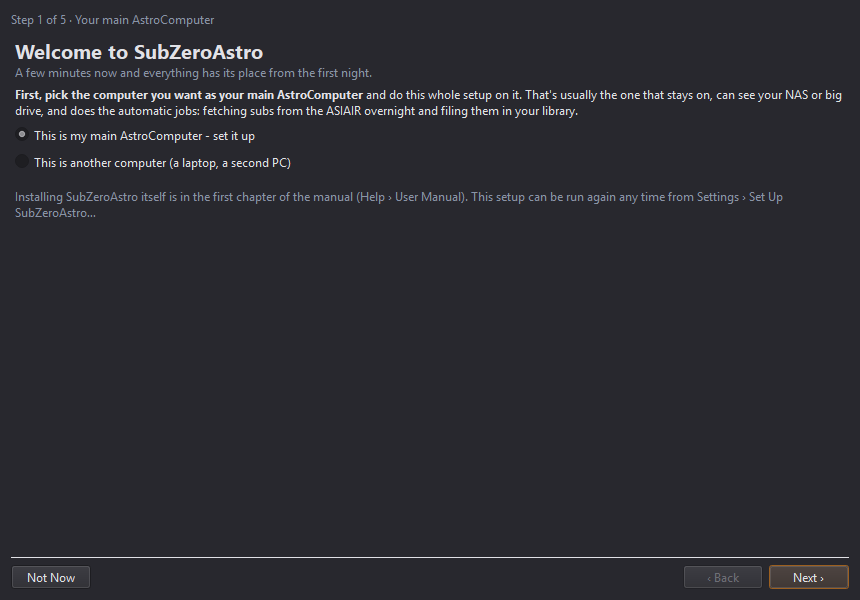 Step 1 of 5 · Your main AstroComputer
Welcome to SubZeroAstro
A few minutes now and everything has its place from the first night.
First, pick the computer you want as your main AstroComputer and do this whole setup on it. That's usually the one that stays on, can see your NAS or big
drive, and does the automatic jobs: fetching subs from the ASIAIR overnight and filing them in your library.
This is my main AstroComputer - set it up
This is another computer (a laptop, a second PC)
Installing SubZeroAstro itself is in the first chapter of the manual (Help › User Manual). This setup can be run again any time from Settings › Set Up
SubZeroAstro...
Not Now
‹ Back
Next ›